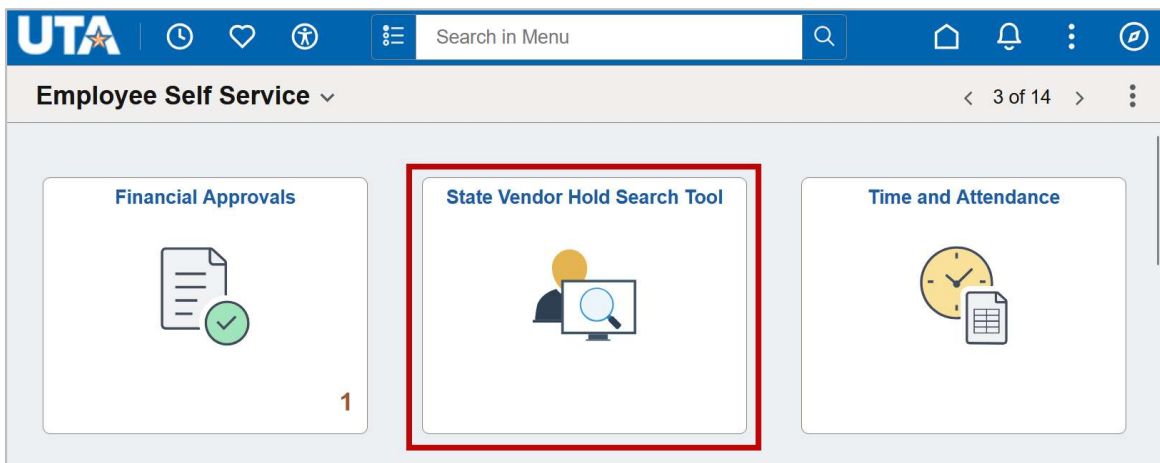 UTA
Search in Menu
Employee Self Service
3 of 14
Financial Approvals
1
State Vendor Hold Search Tool
Time and Attendance